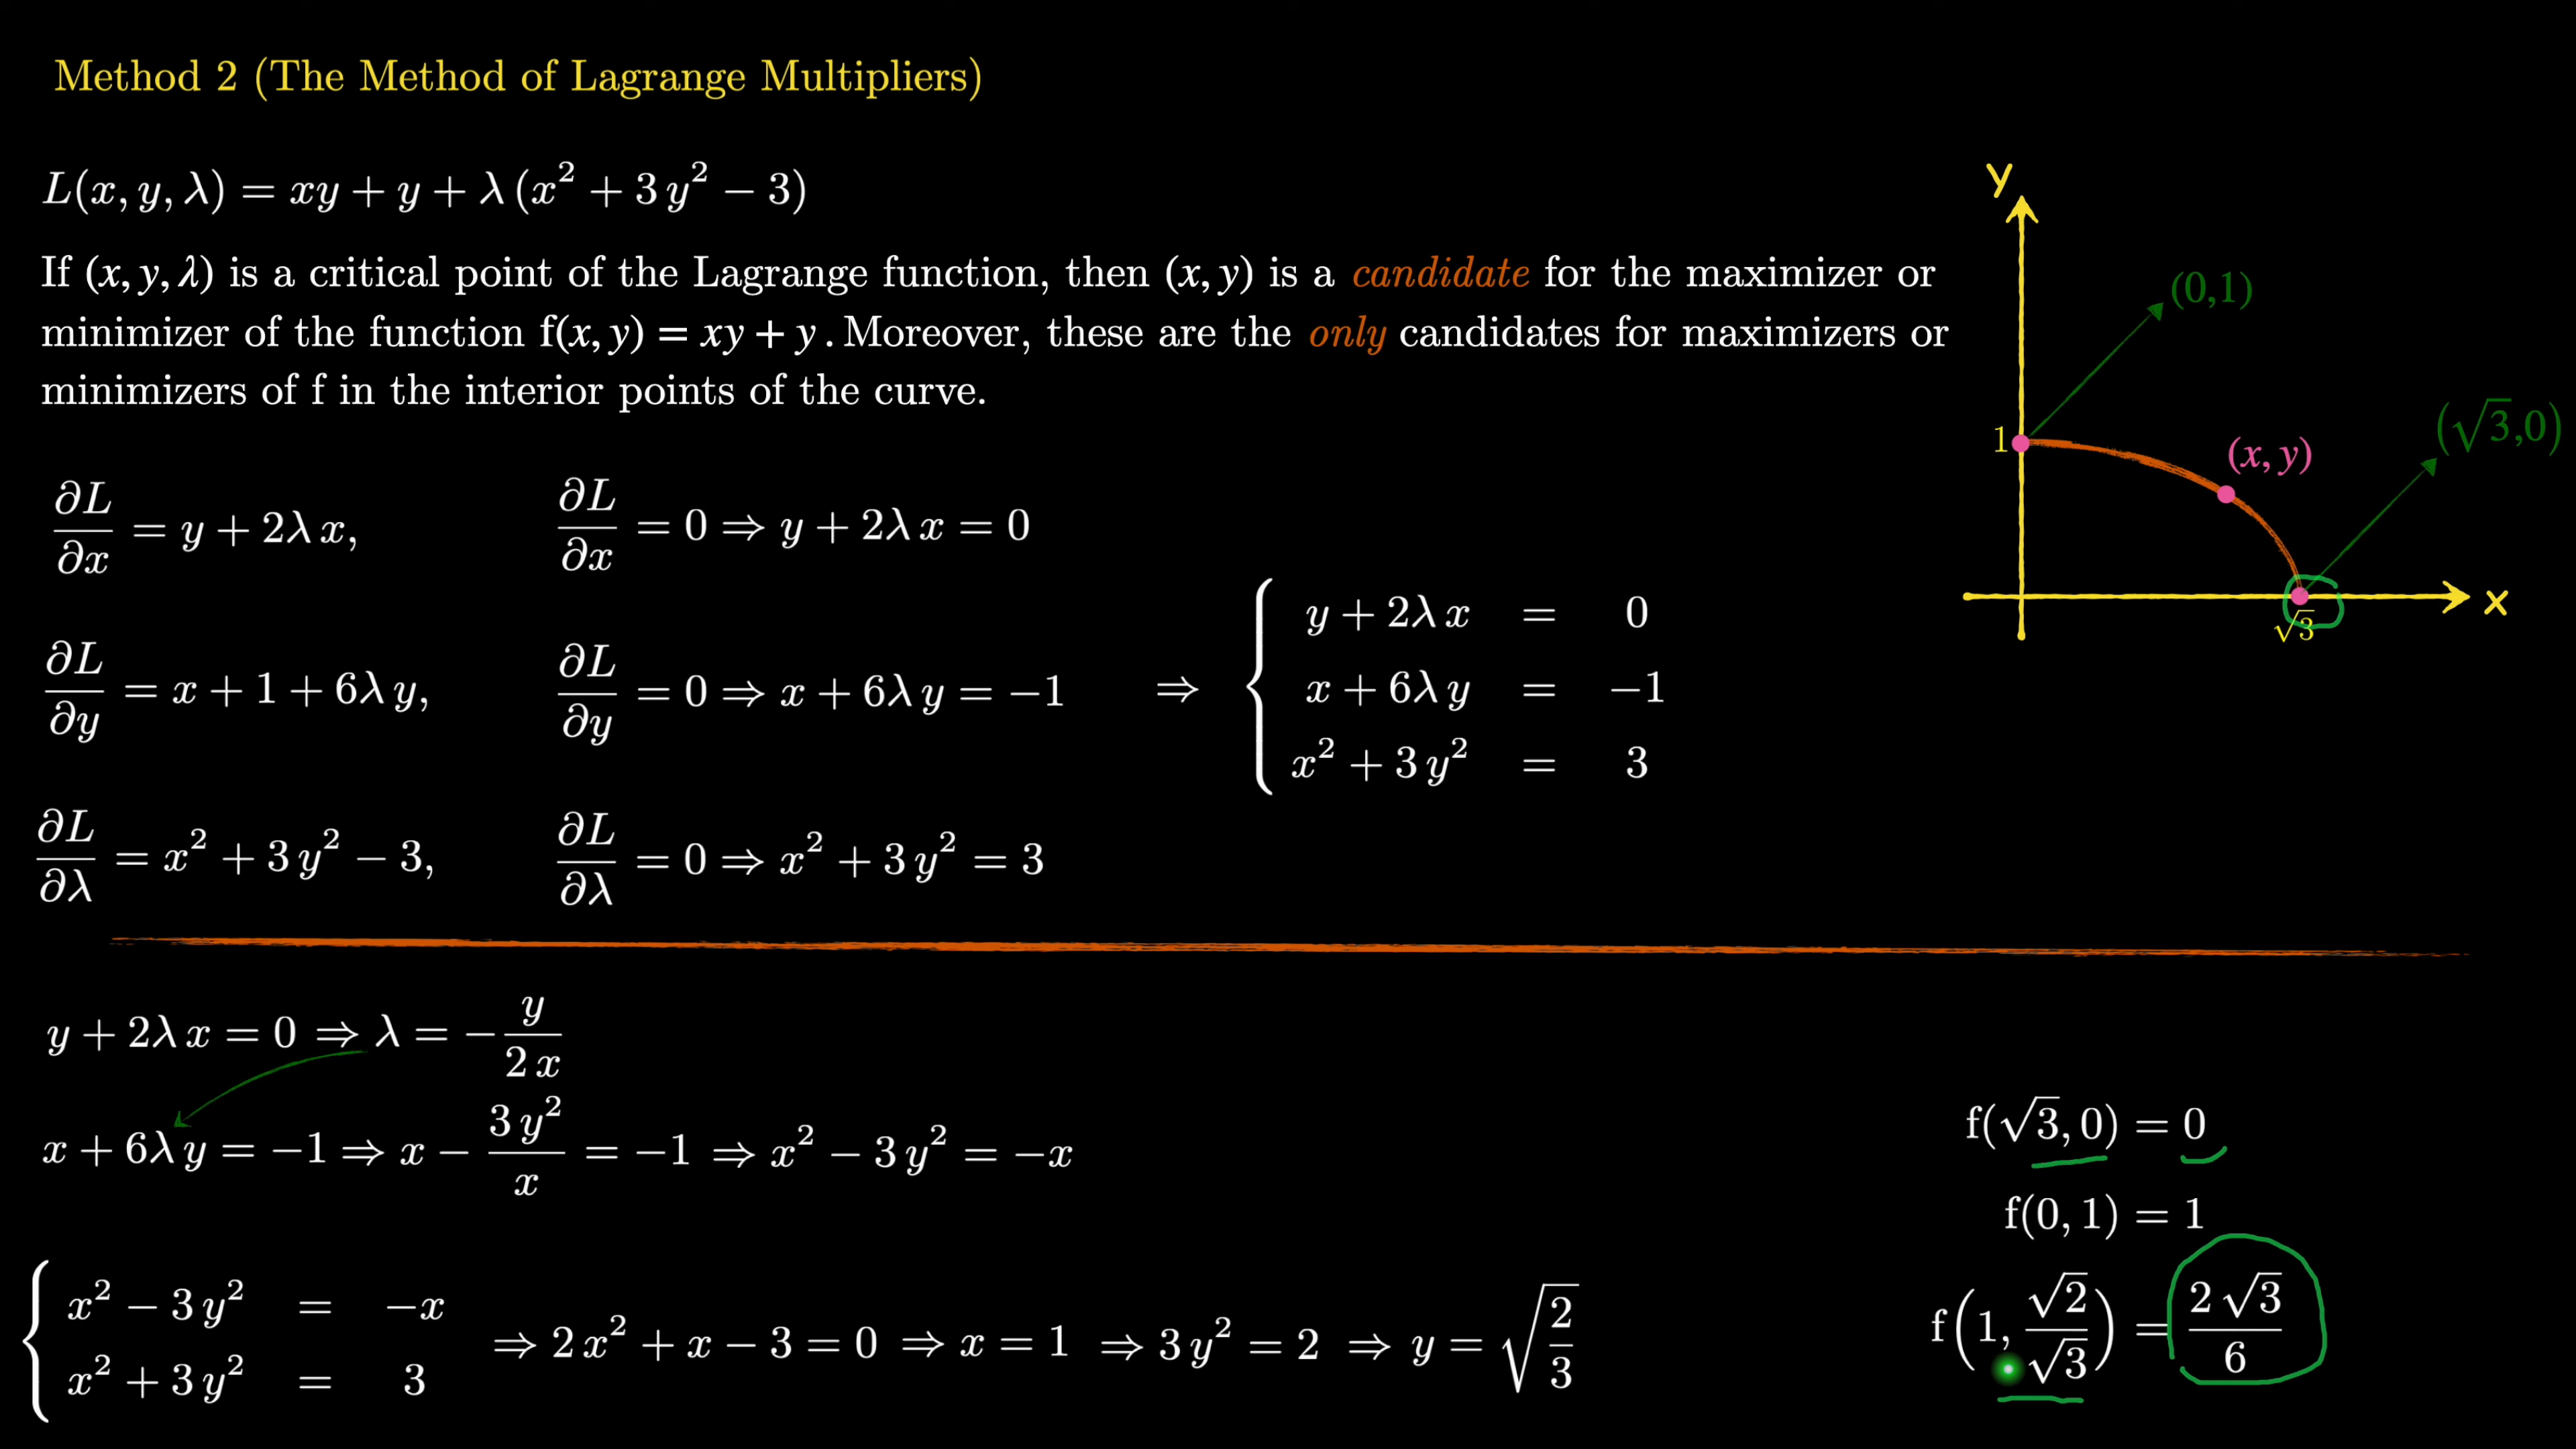 Method 2 (The Method of Lagrange Multipliers)
L(x, y, λ) = xy + y + λ(x² + 3y² − 3)
If (x, y, λ) is a critical point of the Lagrange function, then (x, y) is a candidate for the maximizer or
minimizer of the function f(x, y) = xy + y. Moreover, these are the only candidates for maximizers or
minimizers of f in the interior points of the curve.
∂L/∂x = y + 2λx,
∂L/∂x = 0 ⇒ y + 2λx = 0
∂L/∂y = x + 1 + 6λy,
∂L/∂y = 0 ⇒ x + 6λy = −1
∂L/∂λ = x² + 3y² − 3,
∂L/∂λ = 0 ⇒ x² + 3y² = 3
⇒ { y + 2λx = 0
x + 6λy = −1
x² + 3y² = 3
y
(0,1)
(√3,0)
1
(x, y)
x
√3
y + 2λx = 0 ⇒ λ = −y/2x
x + 6λy = −1 ⇒ x − 3y²/x = −1 ⇒ x² − 3y² = −x
{ x² − 3y² = −x
x² + 3y² = 3
⇒ 2x² + x − 3 = 0 ⇒ x = 1 ⇒ 3y² = 2 ⇒ y = √(2/3)
f(√3, 0) = 0
f(0, 1) = 1
f(1, √2/√3) = 2√3/6